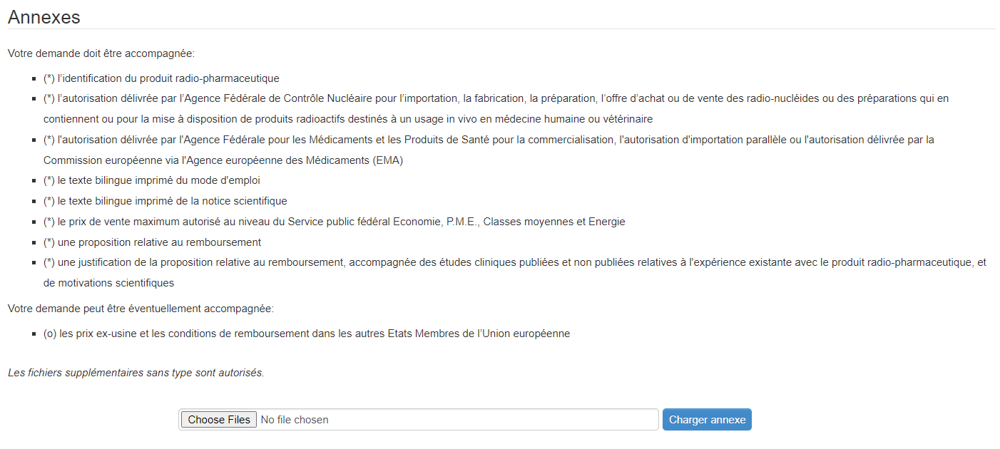 Annexes
Votre demande doit être accompagnée:
(*) l’identification du produit radio-pharmaceutique
(*) l’autorisation délivrée par l’Agence Fédérale de Contrôle Nucléaire pour l’importation, la fabrication, la préparation, l‘offre d’achat ou de vente des radio-nucléides ou des préparations qui en
contiennent ou pour la mise à disposition de produits radioactifs destinés à un usage in vivo en médecine humaine ou vétérinaire
(*) l'autorisation délivrée par l'Agence Fédérale pour les Médicaments et les Produits de Santé pour la commercialisation, l'autorisation d'importation parallèle ou l'autorisation délivrée par la
Commission européenne via l'Agence européenne des Médicaments (EMA)
(*) le texte bilingue imprimé du mode d'emploi
(*) le texte bilingue imprimé de la notice scientifique
(*) le prix de vente maximum autorisé au niveau du Service public fédéral Economie, P.M.E., Classes moyennes et Energie
(*) une proposition relative au remboursement
(*) une justification de la proposition relative au remboursement, accompagnée des études cliniques publiées et non publiées relatives à l'expérience existante avec le produit radio-pharmaceutique, et
de motivations scientifiques
Votre demande peut être éventuellement accompagnée:
(o) les prix ex-usine et les conditions de remboursement dans les autres Etats Membres de l’Union européenne
Les fichiers supplémentaires sans type sont autorisés.
Choose Files No file chosen Charger annexe